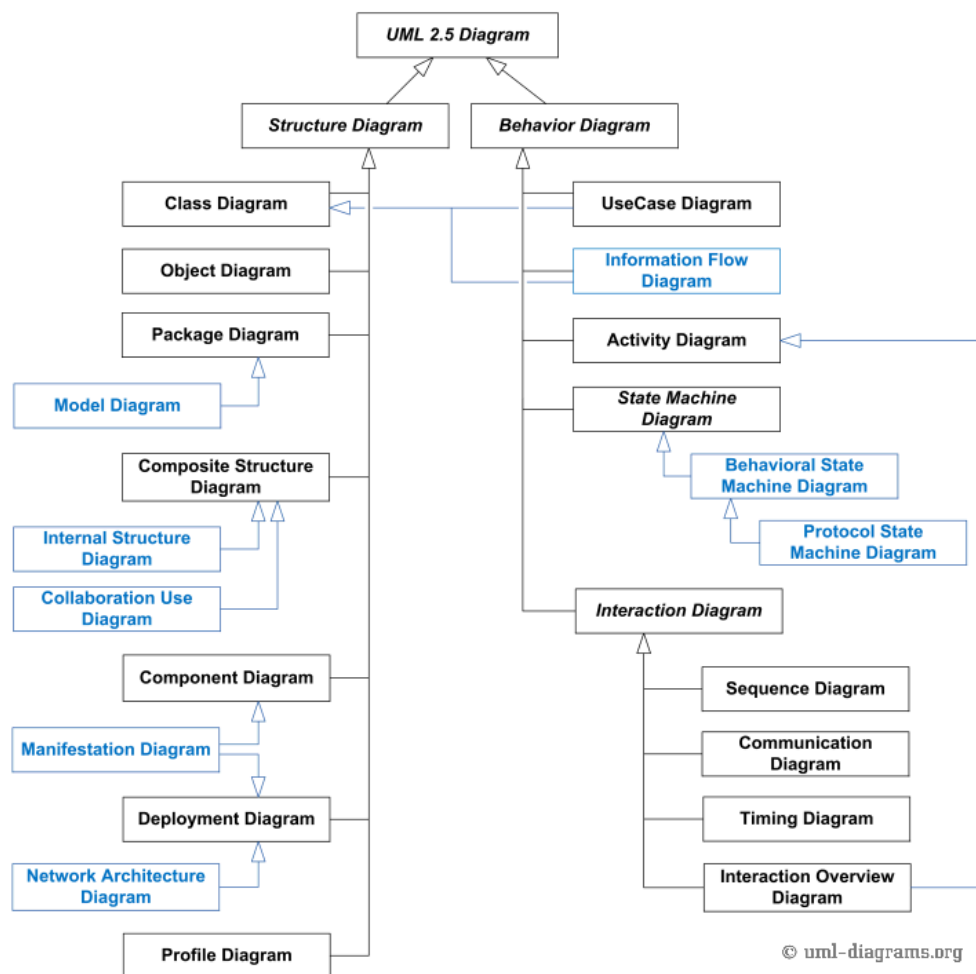 UML 2.5 Diagram
Structure Diagram
Behavior Diagram
Class Diagram
UseCase Diagram
Object Diagram
Information Flow
Diagram
Package Diagram
Activity Diagram
Model Diagram
State Machine
Diagram
Composite Structure
Diagram
Behavioral State
Machine Diagram
Internal Structure
Diagram
Protocol State
Machine Diagram
Collaboration Use
Diagram
Interaction Diagram
Component Diagram
Sequence Diagram
Manifestation Diagram
Communication
Diagram
Deployment Diagram
Timing Diagram
Network Architecture
Diagram
Interaction Overview
Diagram
Profile Diagram
© uml-diagrams.org